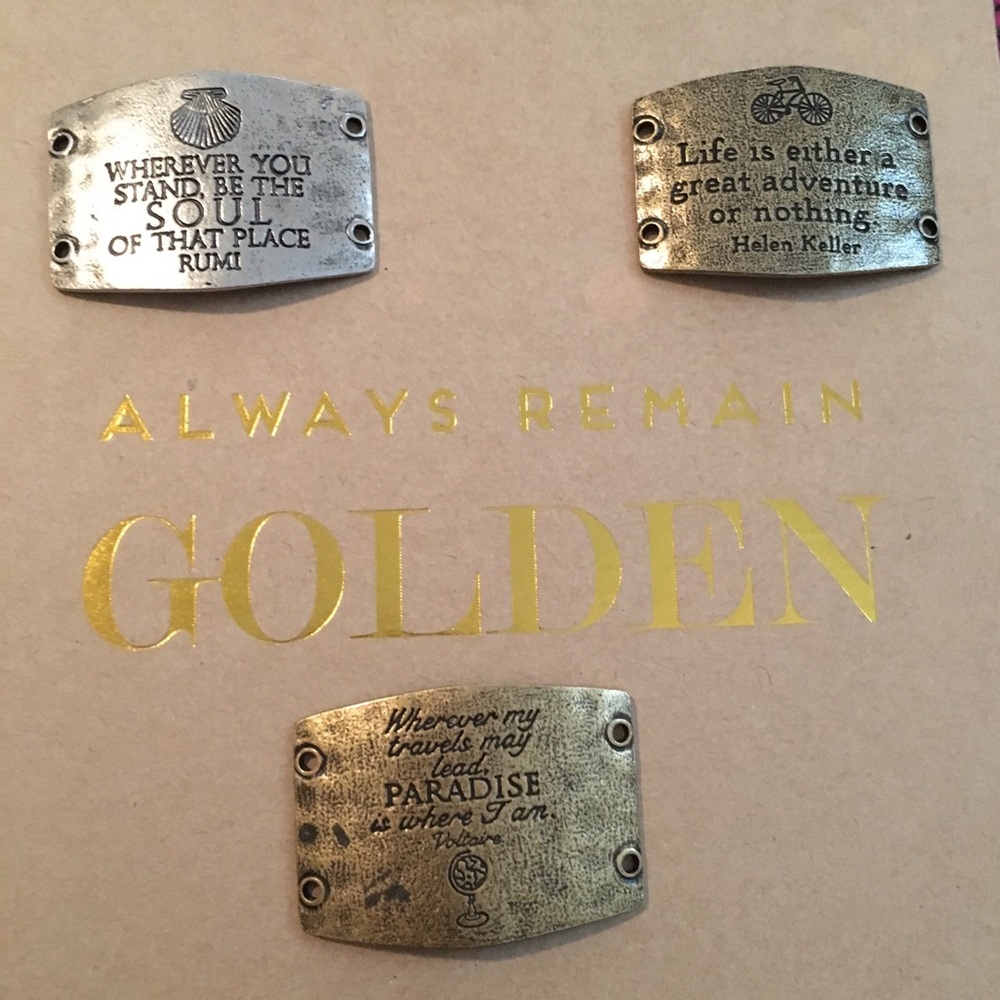 WHEREVER YOU
STAND, BE THE
SOUL
OF THAT PLACE
RUMI
Life is either a
great adventure
or nothing.
Helen Keller
ALWAYS REMAIN
GOLDEN
Wherever my
travels may
lead,
PARADISE
is where I am.
Voltaire